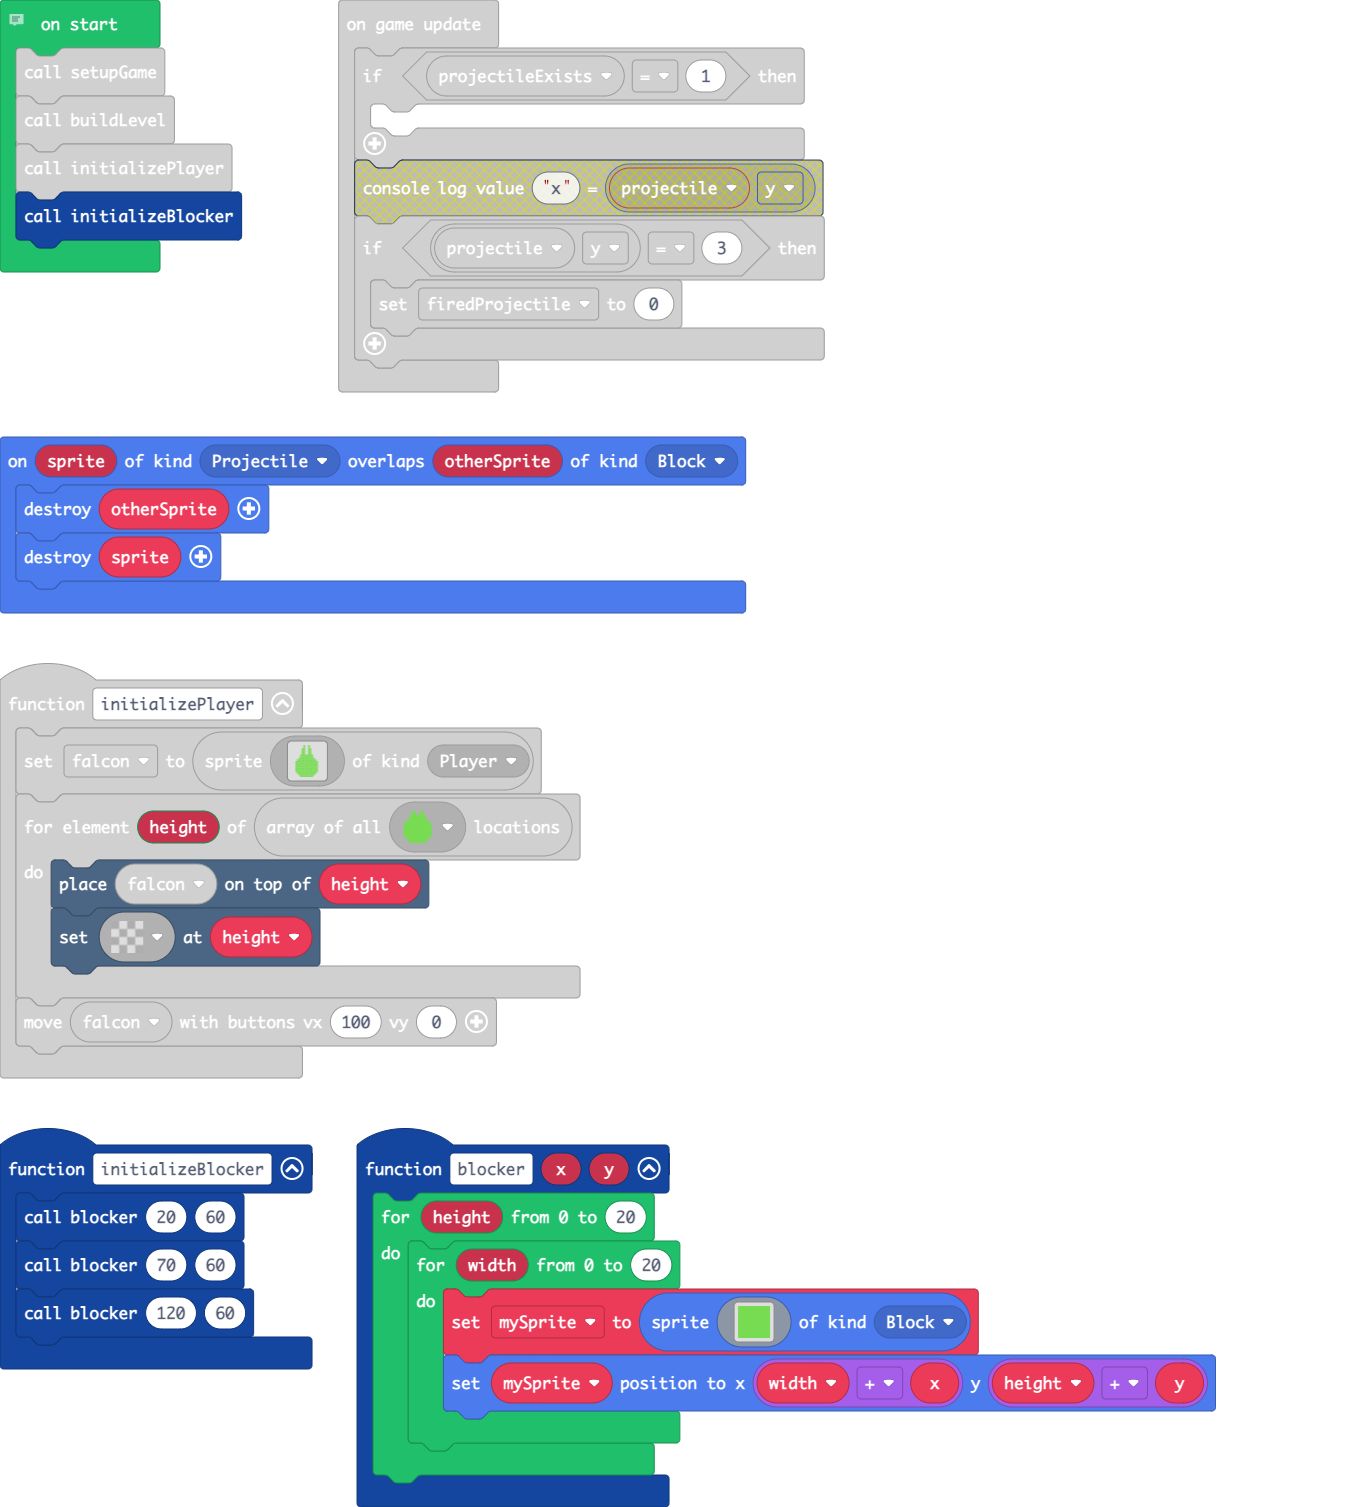 on start
call setupGame
call buildLevel
call initializePlayer
call initializeBlocker
on game update
if projectileExists = 1 then
console log value "x" = projectile y
if projectile y = 3 then
set firedProjectile to 0
on sprite of kind Projectile overlaps otherSprite of kind Block
destroy otherSprite
destroy sprite
function initializePlayer
set falcon to sprite of kind Player
for element height of array of all locations
do
place falcon on top of height
set at height
move falcon with buttons vx 100 vy 0
function initializeBlocker
call blocker 20 60
call blocker 70 60
call blocker 120 60
function blocker x y
for height from 0 to 20
do
for width from 0 to 20
do
set mySprite to sprite of kind Block
set mySprite position to x width + x y height + y